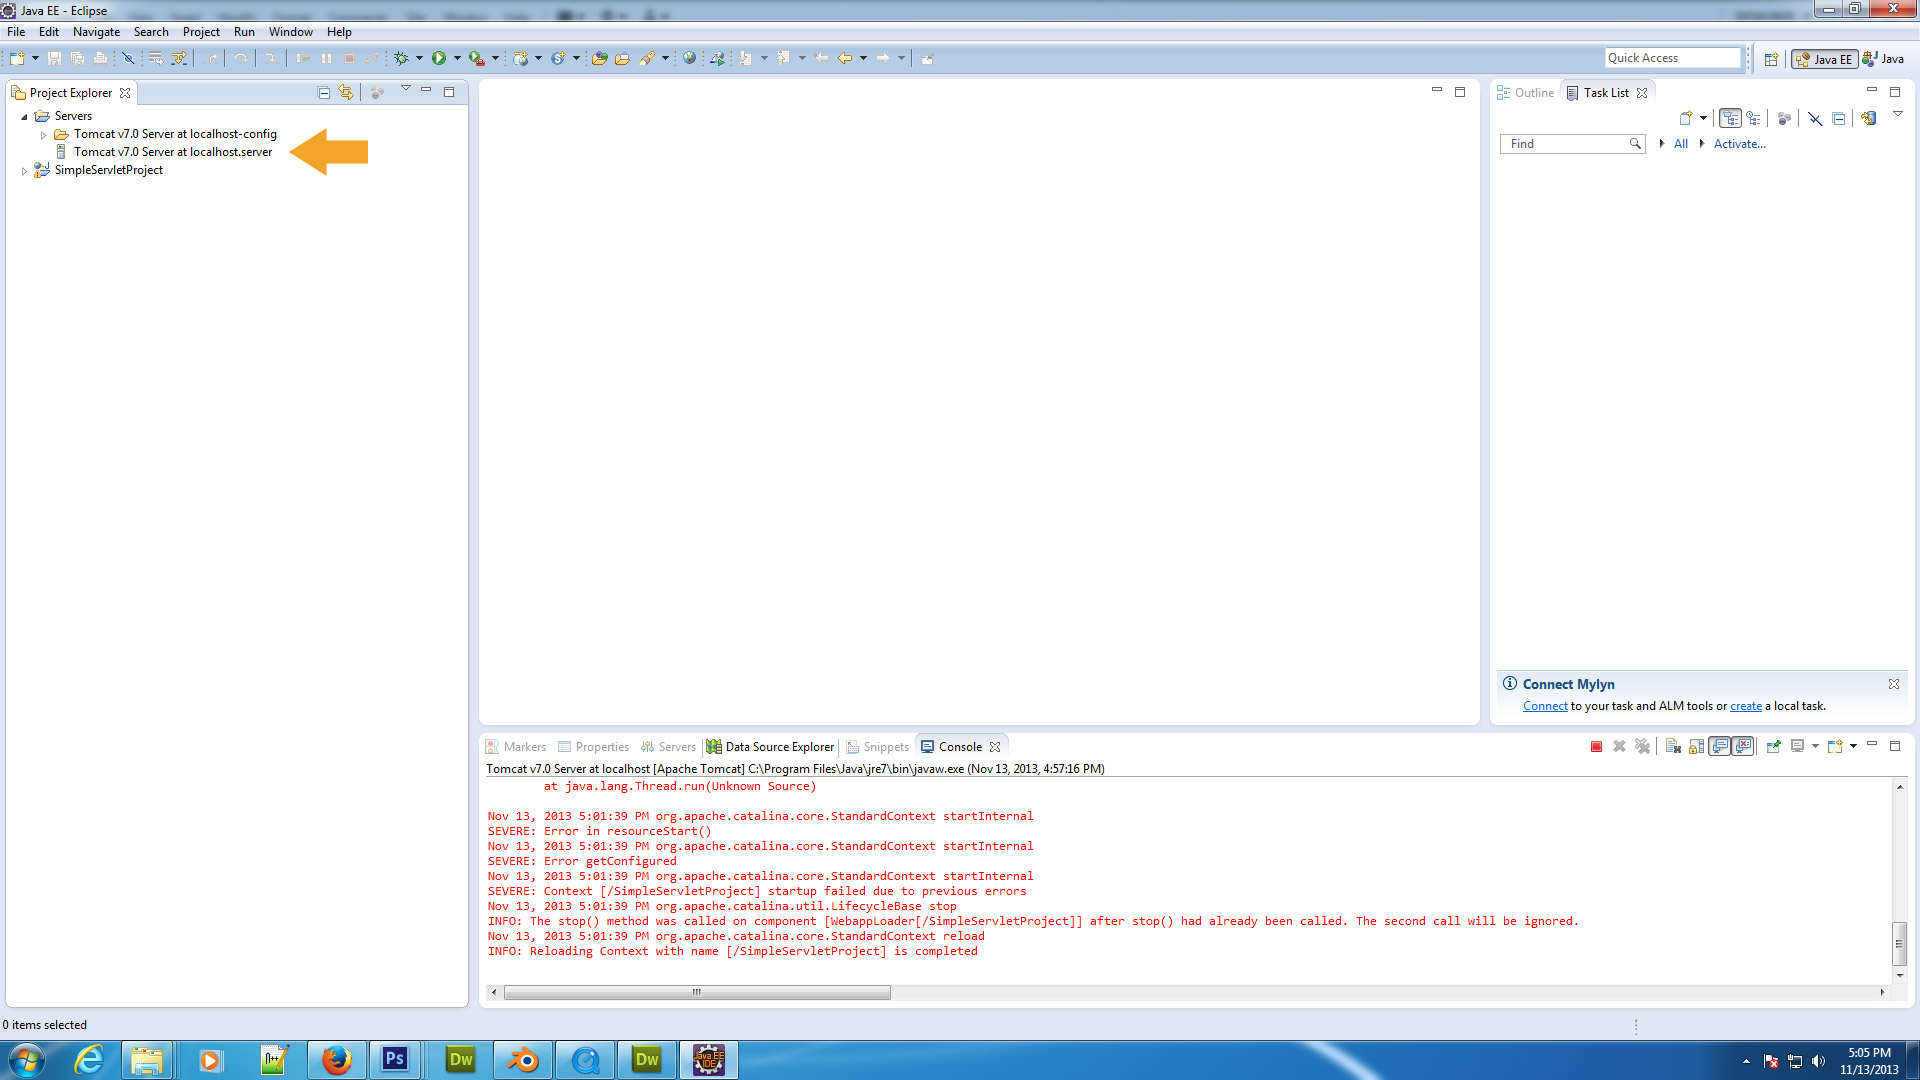 Java EE - Eclipse
File Edit Navigate Search Project Run Window Help
Quick Access
Java EE
Java
Project Explorer
Servers
Tomcat v7.0 Server at localhost-config
Tomcat v7.0 Server at localhost.server
SimpleServletProject
Outline
Task List
Find
All
Activate...
Connect Mylyn
Connect to your task and ALM tools or create a local task.
Markers
Properties
Servers
Data Source Explorer
Snippets
Console
Tomcat v7.0 Server at localhost [Apache Tomcat] C:\Program Files\Java\jre7\bin\javaw.exe (Nov 13, 2013, 4:57:16 PM)
at java.lang.Thread.run(Unknown Source)
Nov 13, 2013 5:01:39 PM org.apache.catalina.core.StandardContext startInternal
SEVERE: Error in resourceStart()
Nov 13, 2013 5:01:39 PM org.apache.catalina.core.StandardContext startInternal
SEVERE: Error getConfigured
Nov 13, 2013 5:01:39 PM org.apache.catalina.core.StandardContext startInternal
SEVERE: Context [/SimpleServletProject] startup failed due to previous errors
Nov 13, 2013 5:01:39 PM org.apache.catalina.util.LifecycleBase stop
INFO: The stop() method was called on component [WebappLoader[/SimpleServletProject]] after stop() had already been called. The second call will be ignored.
Nov 13, 2013 5:01:39 PM org.apache.catalina.core.StandardContext reload
INFO: Reloading Context with name [/SimpleServletProject] is completed
0 items selected
Ps
Dw
Dw
Java EE
IDE
5:05 PM
11/13/2013